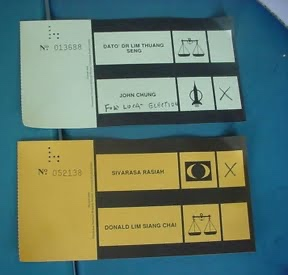 Nº 013688
DATO' DR LIM THUANG
SENG
JOHN CHUNG
FOR LOCAL ELECTION
X
Nº 052138
SIVARASA RASIAH
X
DONALD LIM SIANG CHAI